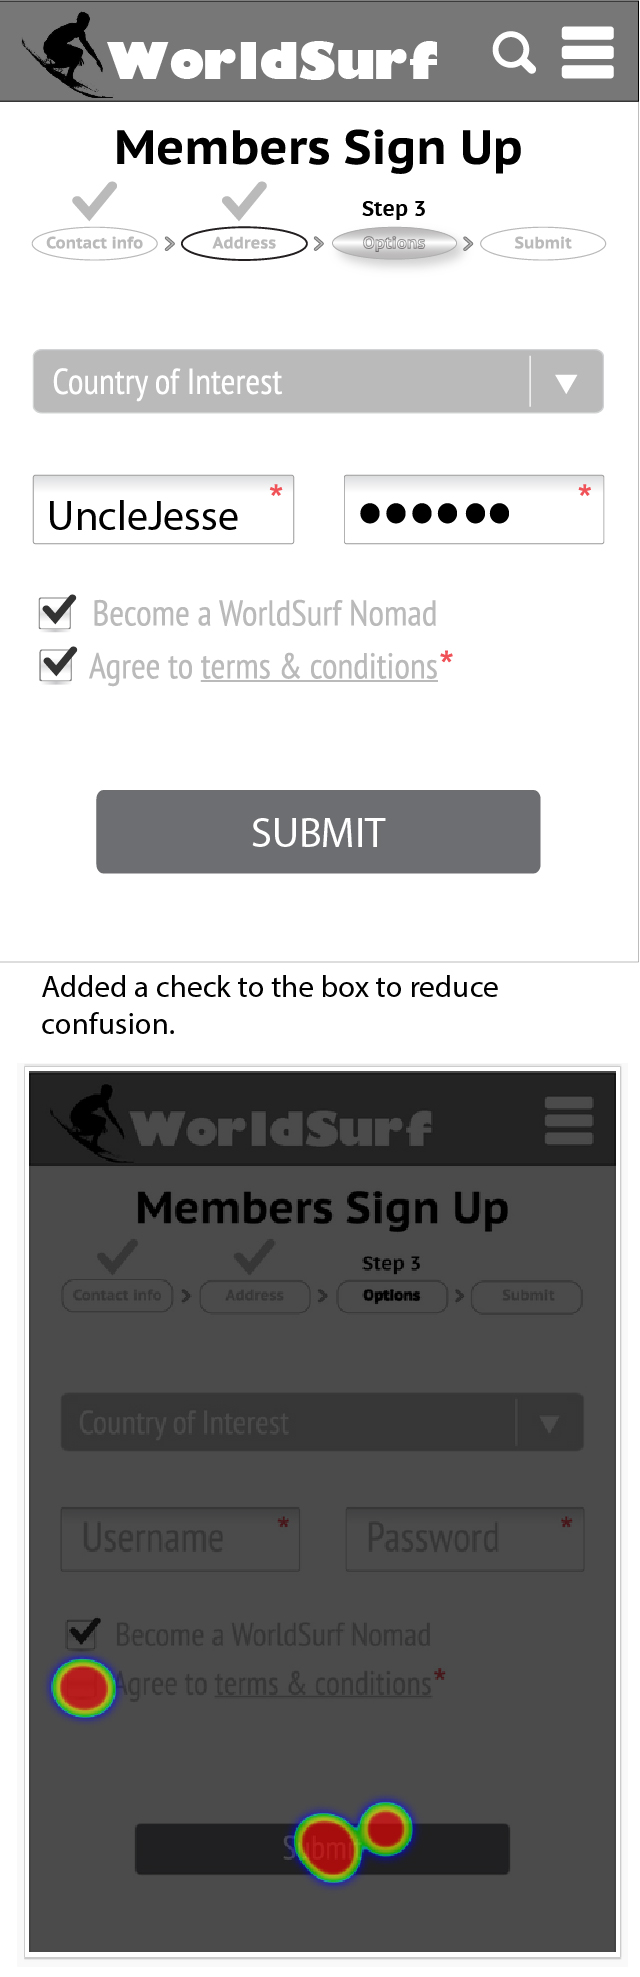 WorldSurf
Members Sign Up
Step 3
Contact info > Address > Options > Submit
Country of Interest
UncleJesse * ●●●●●● *
Become a WorldSurf Nomad
Agree to terms & conditions*
SUBMIT
Added a check to the box to reduce
confusion.
WorldSurf
Members Sign Up
Step 3
Contact info > Address > Options > Submit
Country of Interest
Username * Password *
Become a WorldSurf Nomad
Agree to terms & conditions*
Submit